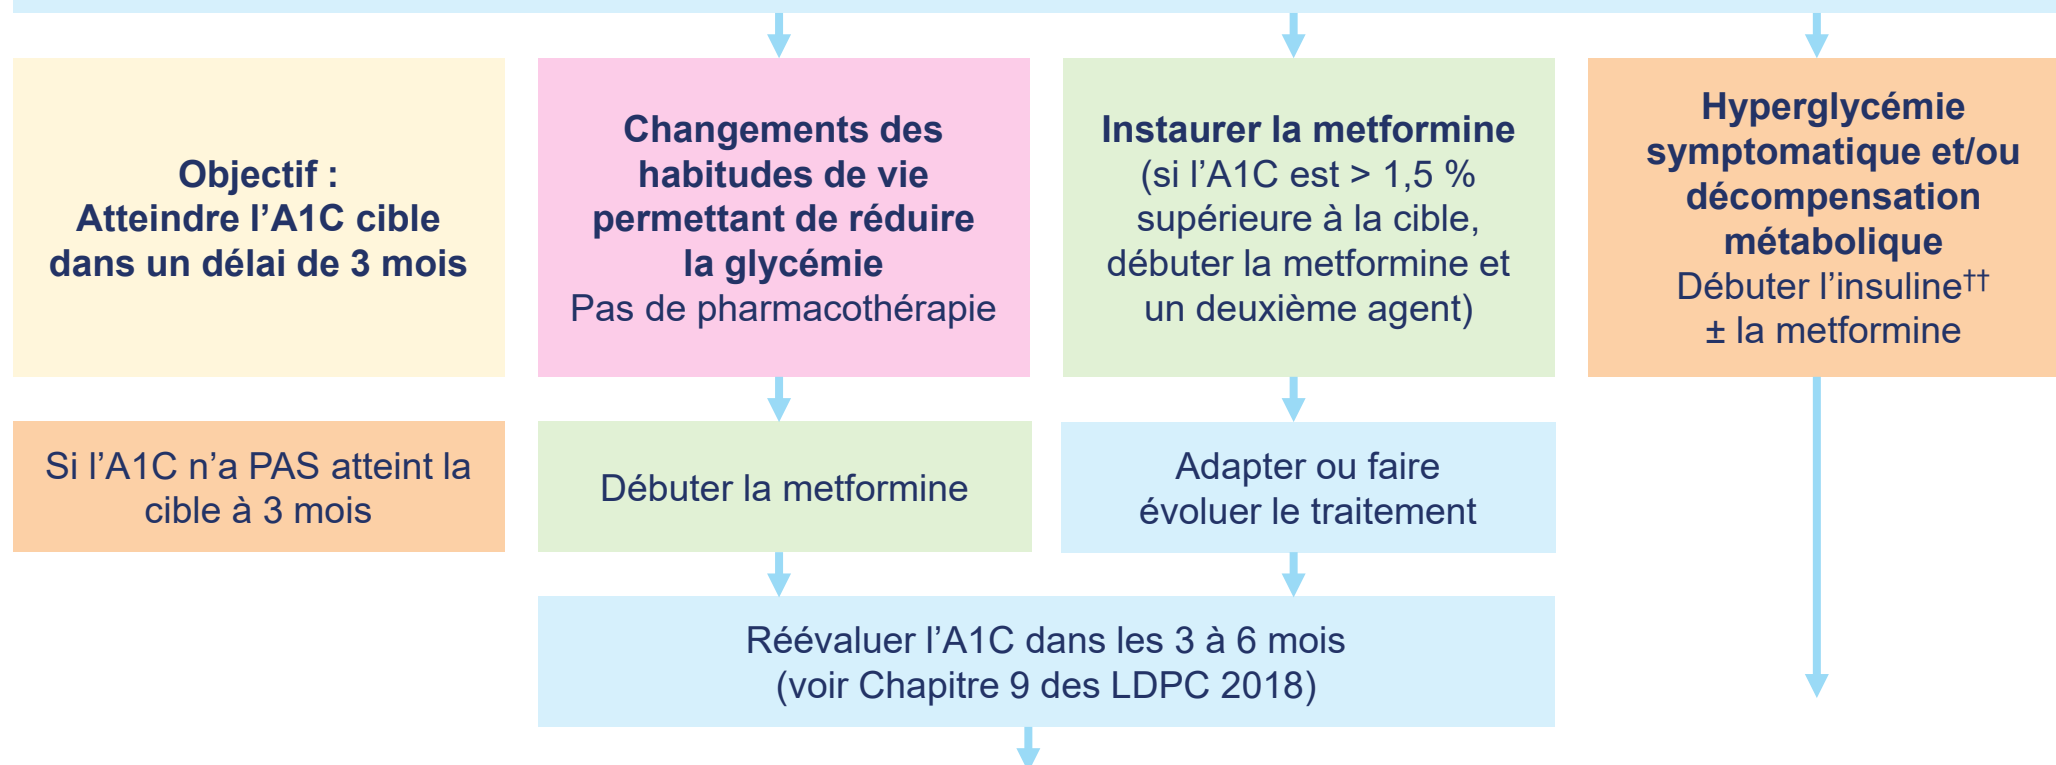 Objectif :
Atteindre l’A1C cible
dans un délai de 3 mois
Changements des
habitudes de vie
permettant de réduire
la glycémie
Pas de pharmacothérapie
Instaurer la metformine
(si l’A1C est > 1,5 %
supérieure à la cible,
débuter la metformine et
un deuxième agent)
Hyperglycémie
symptomatique et/ou
décompensation
métabolique
Débuter l’insuline††
± la metformine
Si l’A1C n’a PAS atteint la
cible à 3 mois
Débuter la metformine
Adapter ou faire
évoluer le traitement
Réévaluer l’A1C dans les 3 à 6 mois
(voir Chapitre 9 des LDPC 2018)